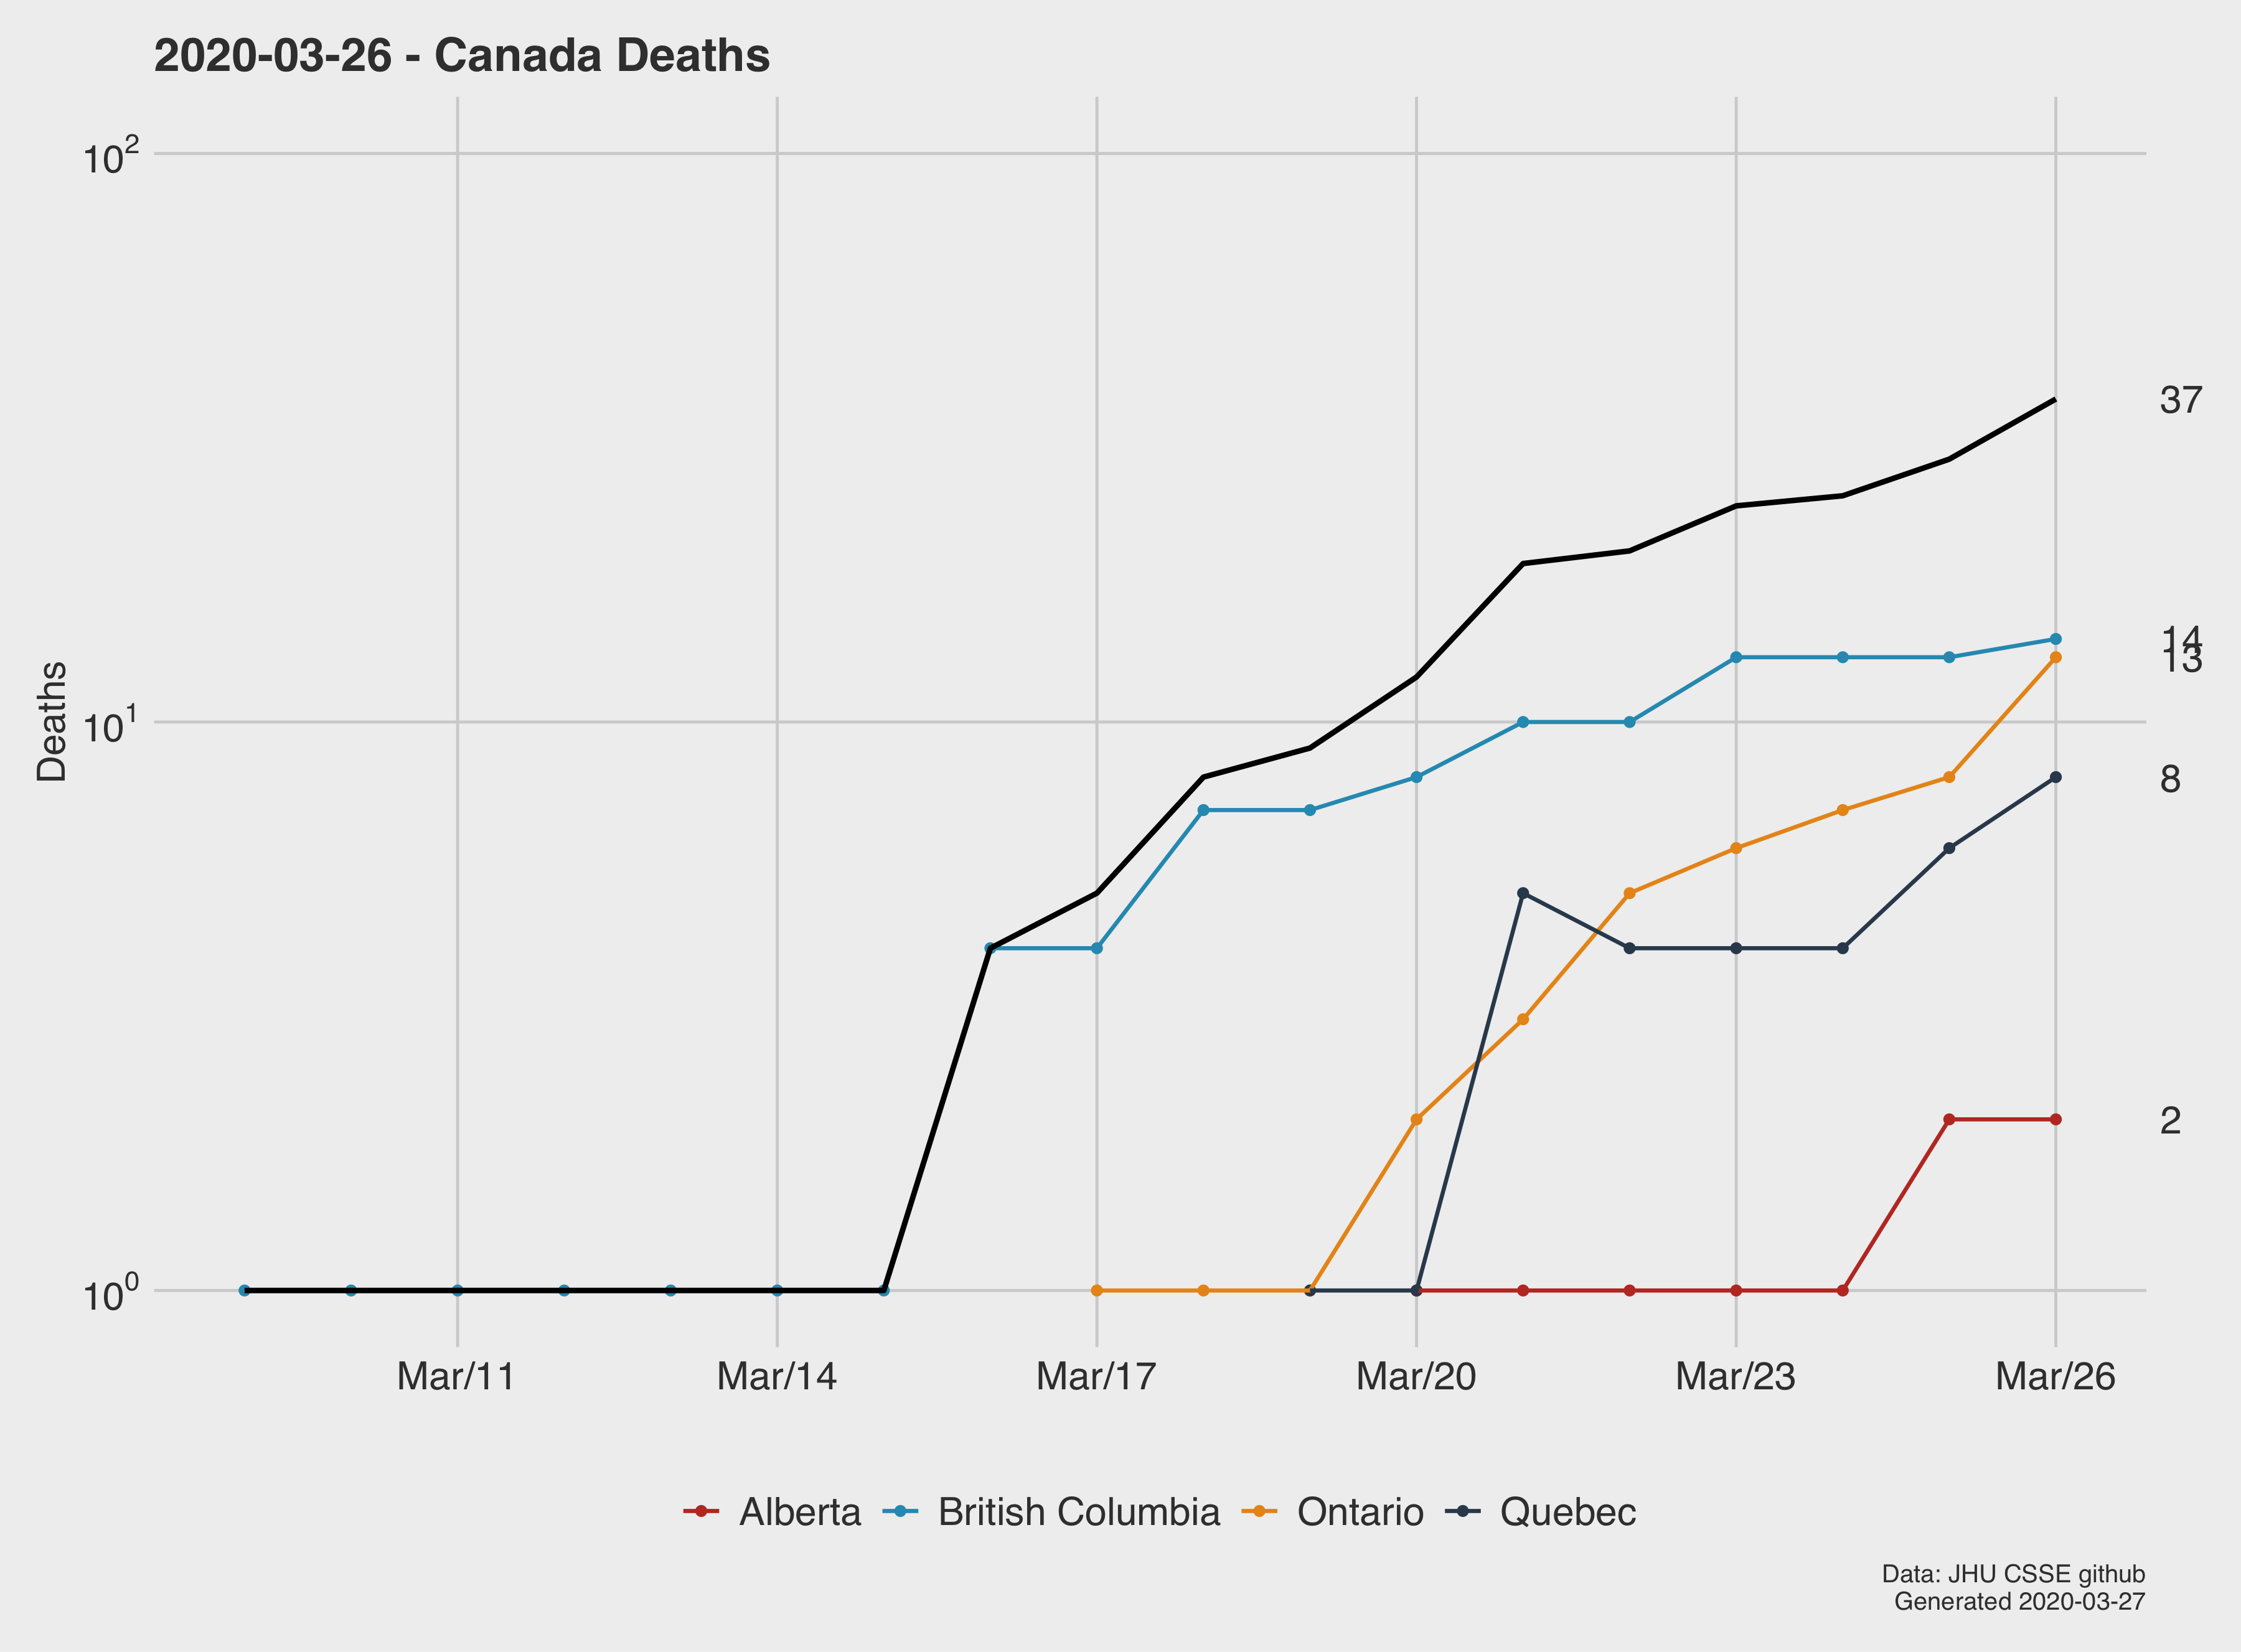 2020-03-26 - Canada Deaths
10²
10¹
10⁰
Deaths
37
14
13
8
2
Mar/11 Mar/14 Mar/17 Mar/20 Mar/23 Mar/26
Alberta British Columbia Ontario Quebec
Data: JHU CSSE github
Generated 2020-03-27